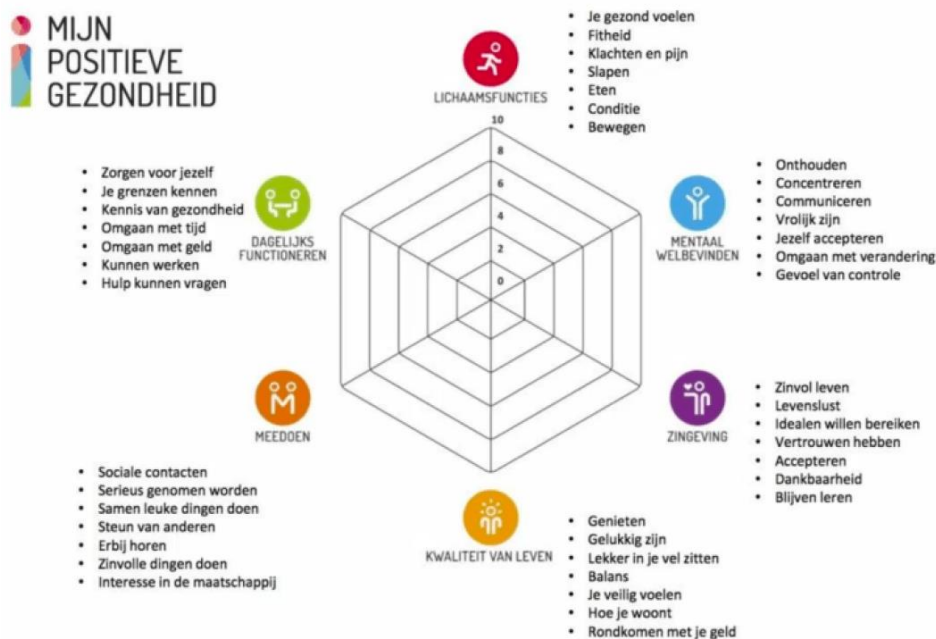 MIJN
POSITIEVE
GEZONDHEID
LICHAAMSFUNCTIES
• Je gezond voelen
• Fitheid
• Klachten en pijn
• Slapen
• Eten
• Conditie
• Bewegen
10
8
6
4
2
0
MENTAAL
WELBEVINDEN
• Onthouden
• Concentreren
• Communiceren
• Vrolijk zijn
• Jezelf accepteren
• Omgaan met verandering
• Gevoel van controle
ZINGEVING
• Zinvol leven
• Levenslust
• Idealen willen bereiken
• Vertrouwen hebben
• Accepteren
• Dankbaarheid
• Blijven leren
KWALITEIT VAN LEVEN
• Genieten
• Gelukkig zijn
• Lekker in je vel zitten
• Balans
• Je veilig voelen
• Hoe je woont
• Rondkomen met je geld
MEEDOEN
• Sociale contacten
• Serieus genomen worden
• Samen leuke dingen doen
• Steun van anderen
• Erbij horen
• Zinvolle dingen doen
• Interesse in de maatschappij
DAGELIJKS
FUNCTIONEREN
• Zorgen voor jezelf
• Je grenzen kennen
• Kennis van gezondheid
• Omgaan met tijd
• Omgaan met geld
• Kunnen werken
• Hulp kunnen vragen